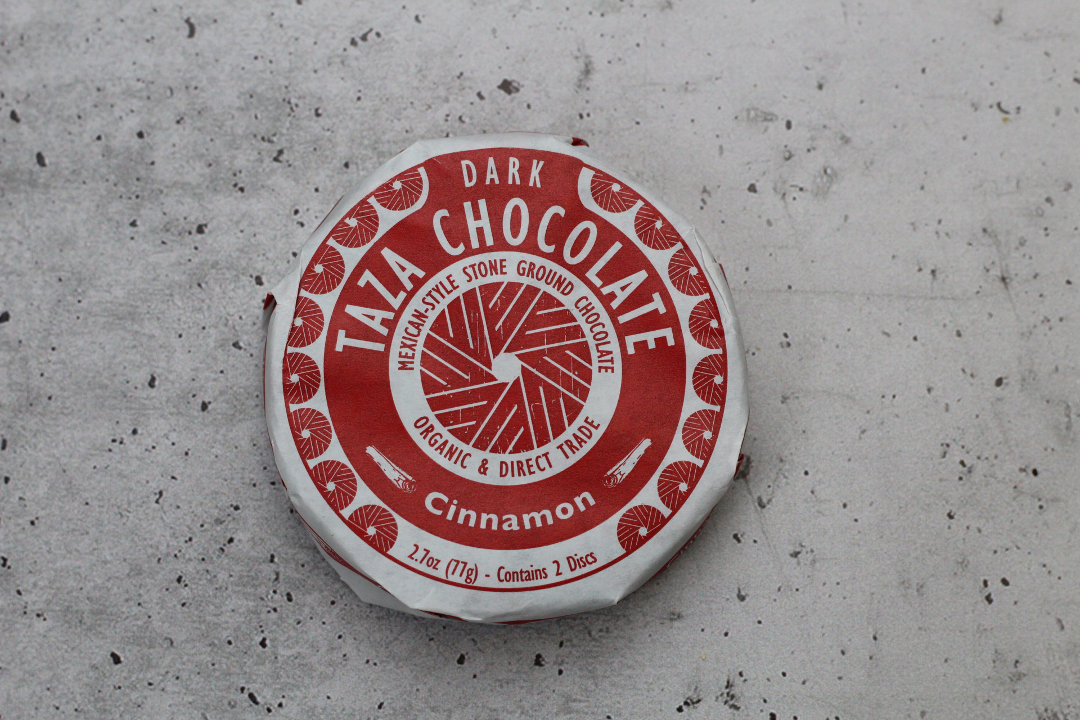 DARK
TAZA CHOCOLATE
MEXICAN-STYLE STONE GROUND CHOCOLATE
ORGANIC & DIRECT TRADE
Cinnamon
2.7oz (77g) - Contains 2 Discs